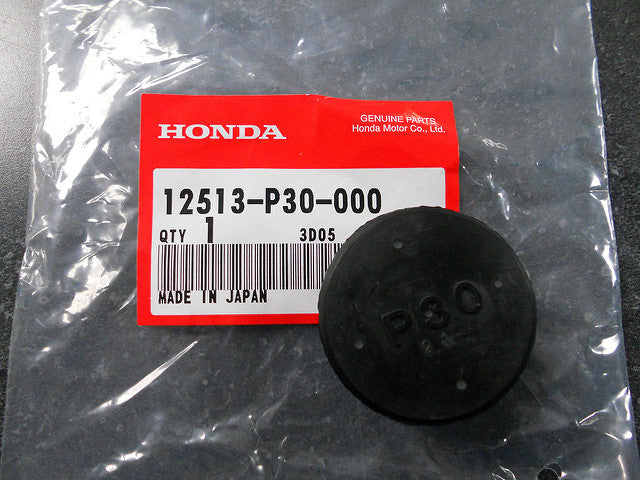 HONDA
GENUINE PARTS
Honda Motor Co., Ltd.
12513-P30-000
QTY 1 3D05
MADE IN JAPAN
P30